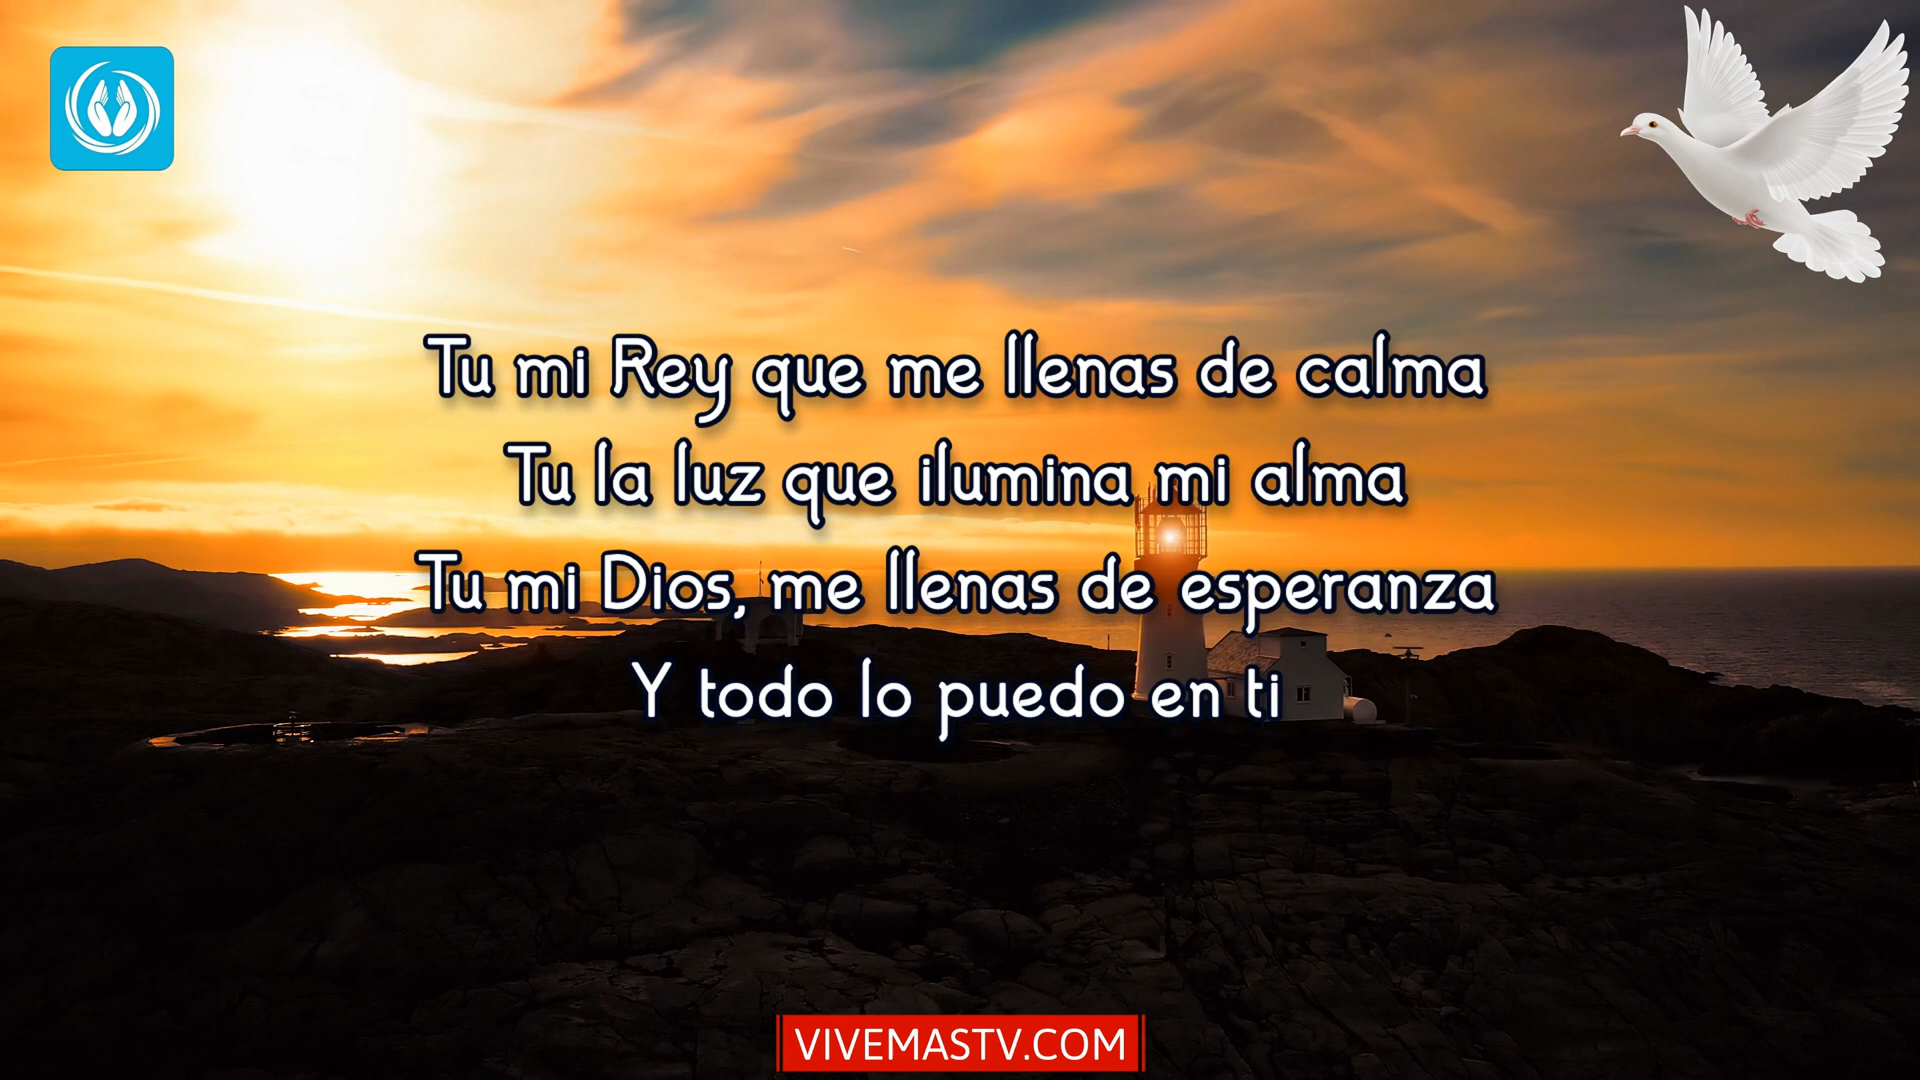 Tu mi Rey que me llenas de calma
Tu la luz que ilumina mi alma
Tu mi Dios, me llenas de esperanza
Y todo lo puedo en ti
VIVEMASTV.COM